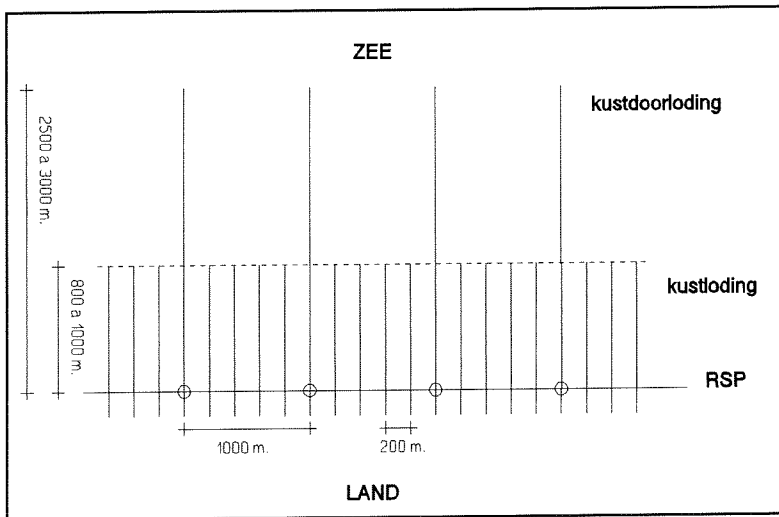 ZEE
kustdoorloding
2500 a 3000 m.
800 a 1000 m.
kustloding
RSP
1000 m.
200 m.
LAND